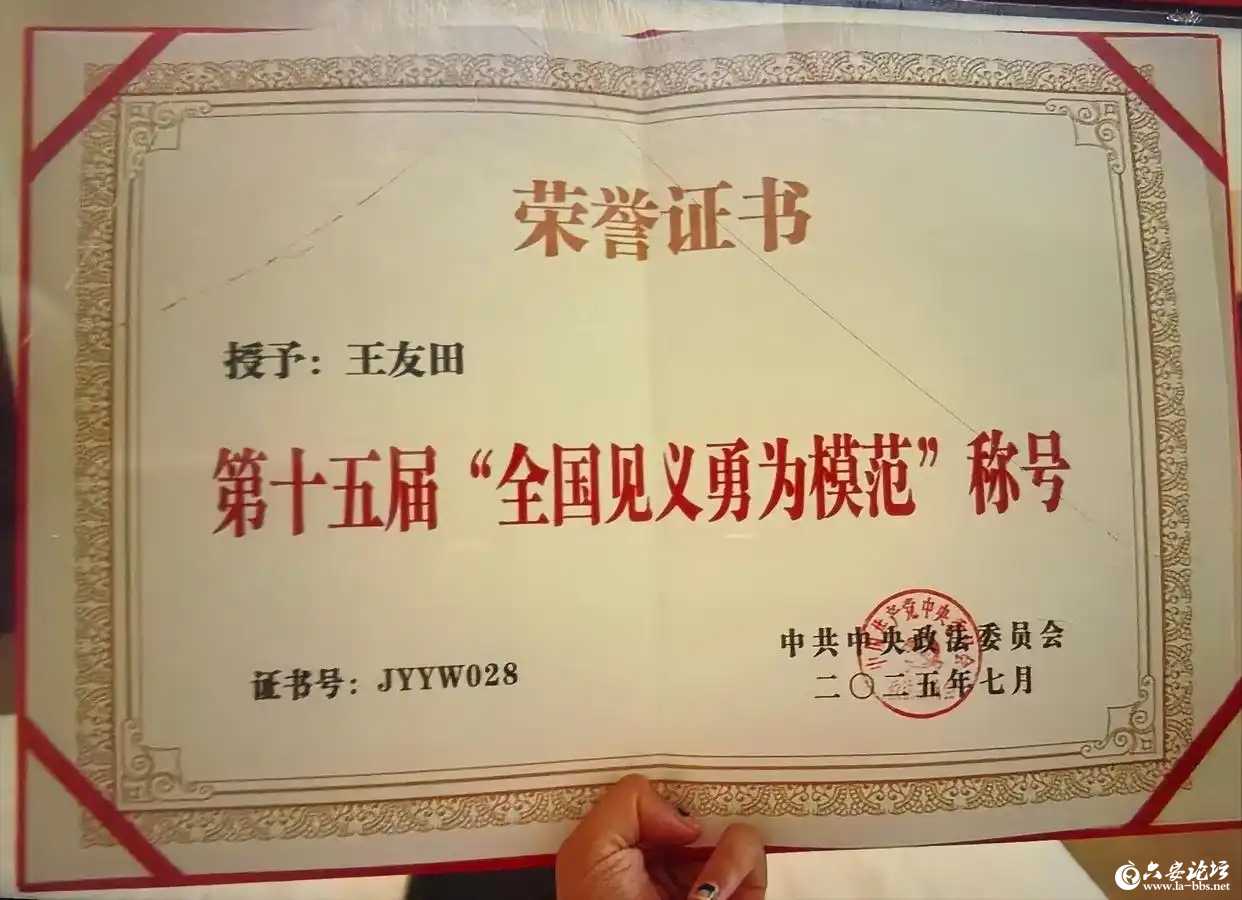 荣誉证书
授予：王友田
第十五届“全国见义勇为模范”称号
中共中央政法委员会
二〇二五年七月
证书号：JYYW028
六安论坛
www.la-bbs.net